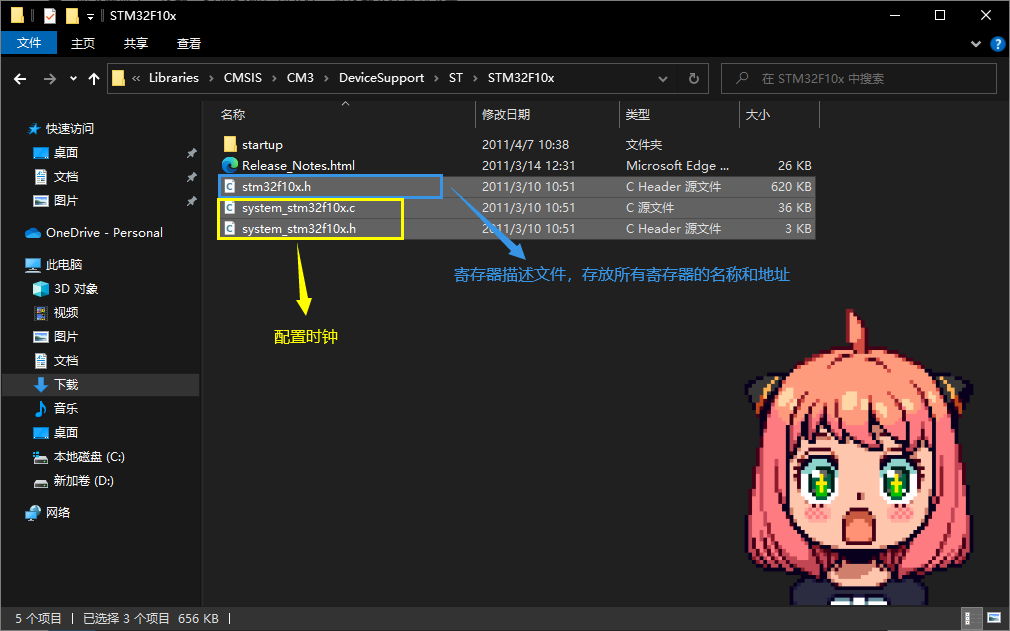 STM32F10x
文件 主页 共享 查看
« Libraries › CMSIS › CM3 › DeviceSupport › ST › STM32F10x
在 STM32F10x 中搜索
名称 修改日期 类型 大小
startup 2011/4/7 10:38 文件夹
Release_Notes.html 2011/3/14 12:31 Microsoft Edge ... 26 KB
stm32f10x.h 2011/3/10 10:51 C Header 源文件 620 KB
system_stm32f10x.c 2011/3/10 10:51 C 源文件 36 KB
system_stm32f10x.h 2011/3/10 10:51 C Header 源文件 3 KB
寄存器描述文件，存放所有寄存器的名称和地址
配置时钟
快速访问
桌面
文档
图片
OneDrive - Personal
此电脑
3D 对象
视频
图片
文档
下载
音乐
桌面
本地磁盘 (C:)
新加卷 (D:)
网络
5 个项目 已选择 3 个项目 656 KB